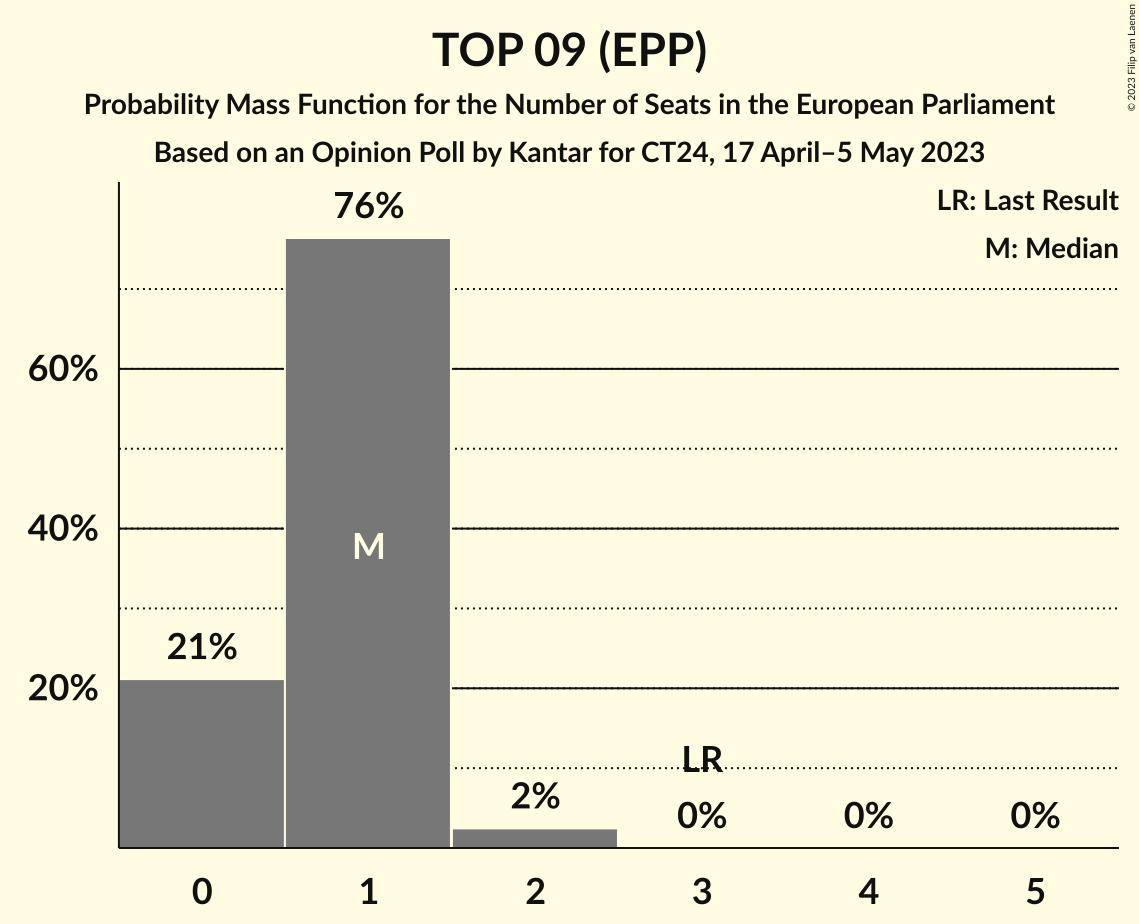 TOP 09 (EPP)
Probability Mass Function for the Number of Seats in the European Parliament
Based on an Opinion Poll by Kantar for CT24, 17 April–5 May 2023
© 2023 Filip van Laenen
LR: Last Result
M: Median
76%
60%
40%
M
21%
20%
LR
2%
0%
0%
0%
0
1
2
3
4
5